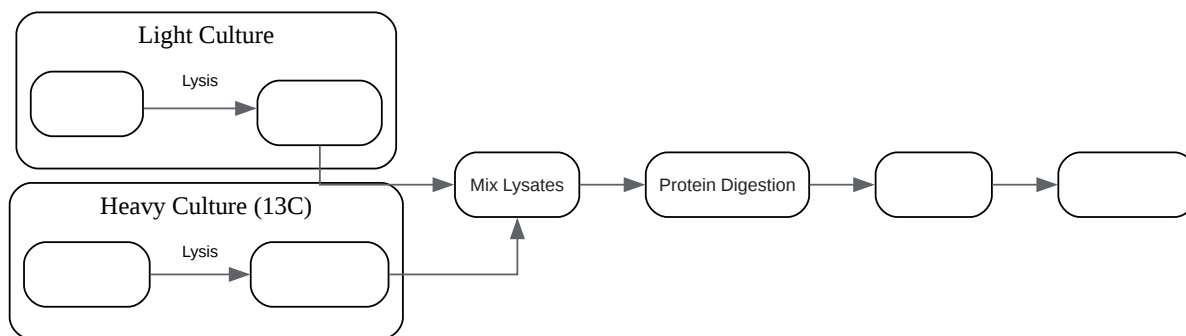 Light Culture
Lysis
Heavy Culture (13C)
Lysis
Mix Lysates
Protein Digestion